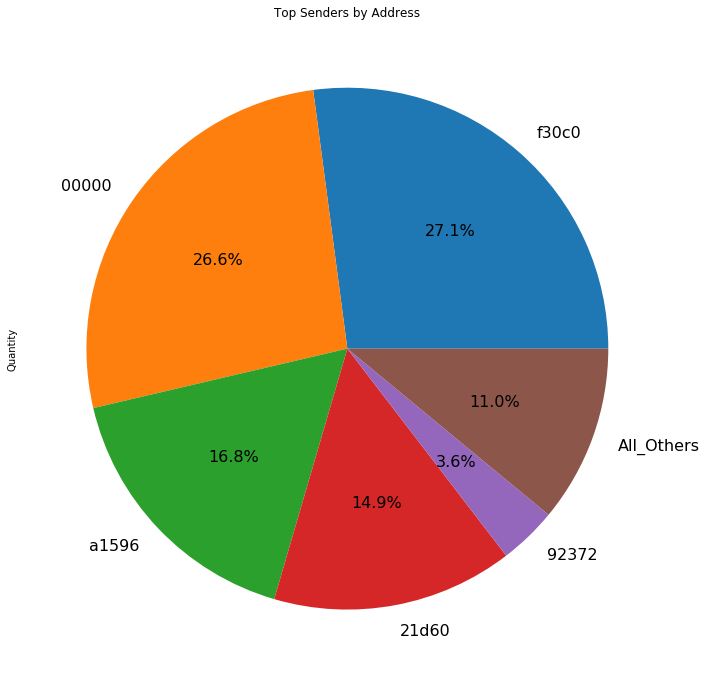 Top Senders by Address
f30c0
27.1%
00000
26.6%
Quantity
16.8%
a1596
14.9%
21d60
3.6%
92372
11.0%
All_Others